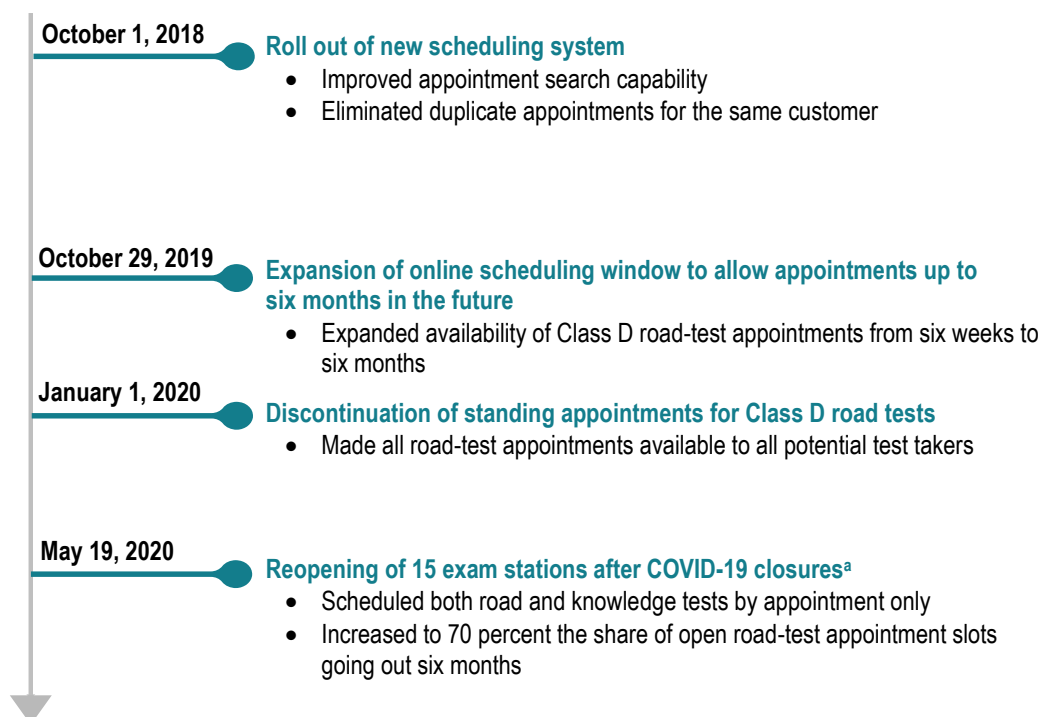 October 1, 2018
Roll out of new scheduling system
• Improved appointment search capability
• Eliminated duplicate appointments for the same customer
October 29, 2019
Expansion of online scheduling window to allow appointments up to
six months in the future
• Expanded availability of Class D road-test appointments from six weeks to
six months
January 1, 2020
Discontinuation of standing appointments for Class D road tests
• Made all road-test appointments available to all potential test takers
May 19, 2020
Reopening of 15 exam stations after COVID-19 closuresᵃ
• Scheduled both road and knowledge tests by appointment only
• Increased to 70 percent the share of open road-test appointment slots
going out six months